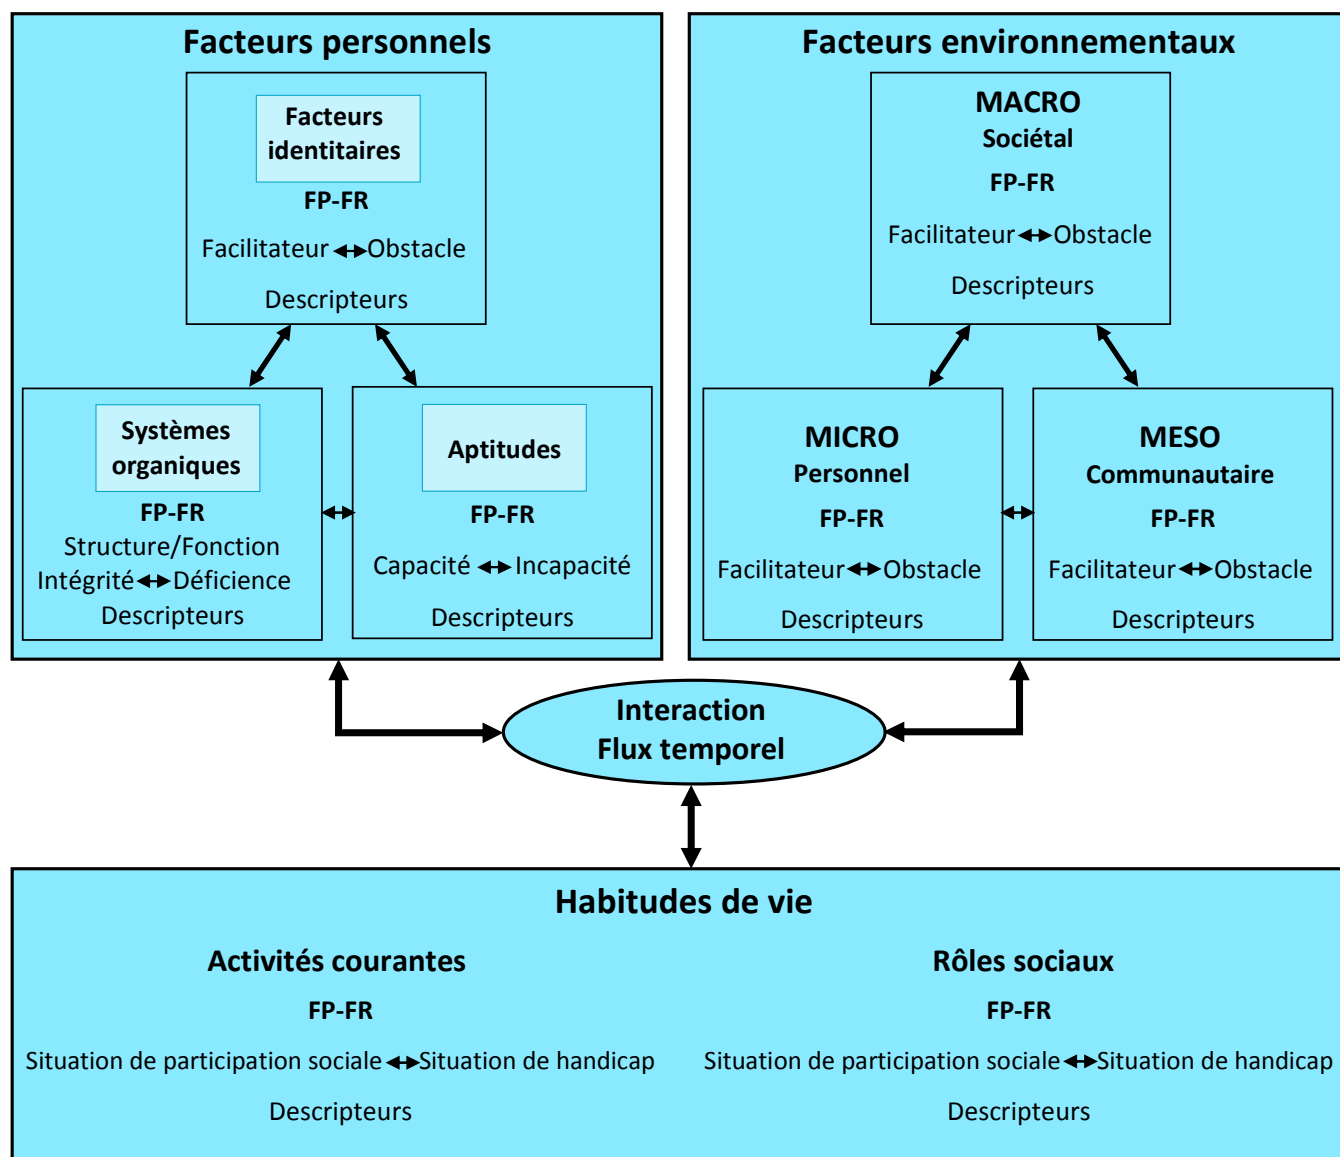 Facteurs personnels
Facteurs
identitaires
FP-FR
Facilitateur Obstacle
Descripteurs
Systèmes
organiques
FP-FR
Structure/Fonction
Intégrité Déficience
Descripteurs
Aptitudes
FP-FR
Capacité Incapacité
Descripteurs
Facteurs environnementaux
MACRO
Sociétal
FP-FR
Facilitateur Obstacle
Descripteurs
MICRO
Personnel
FP-FR
Facilitateur Obstacle
Descripteurs
MESO
Communautaire
FP-FR
Facilitateur Obstacle
Descripteurs
Interaction
Flux temporel
Habitudes de vie
Activités courantes
FP-FR
Situation de participation sociale Situation de handicap
Descripteurs
Rôles sociaux
FP-FR
Situation de participation sociale Situation de handicap
Descripteurs